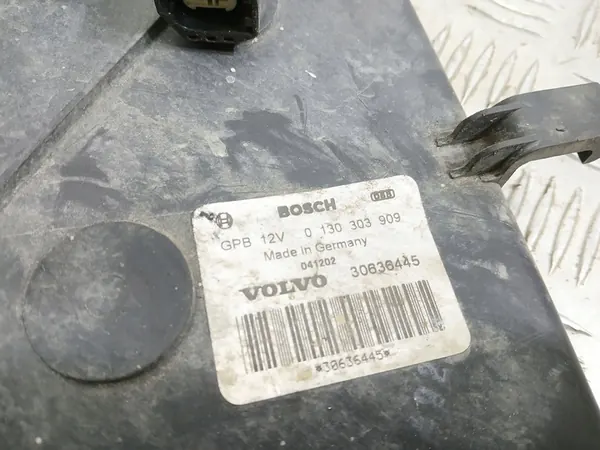 BOSCH
GPB 12V 0 130 303 909
Made in Germany
041202
VOLVO 30636445
*30636445*